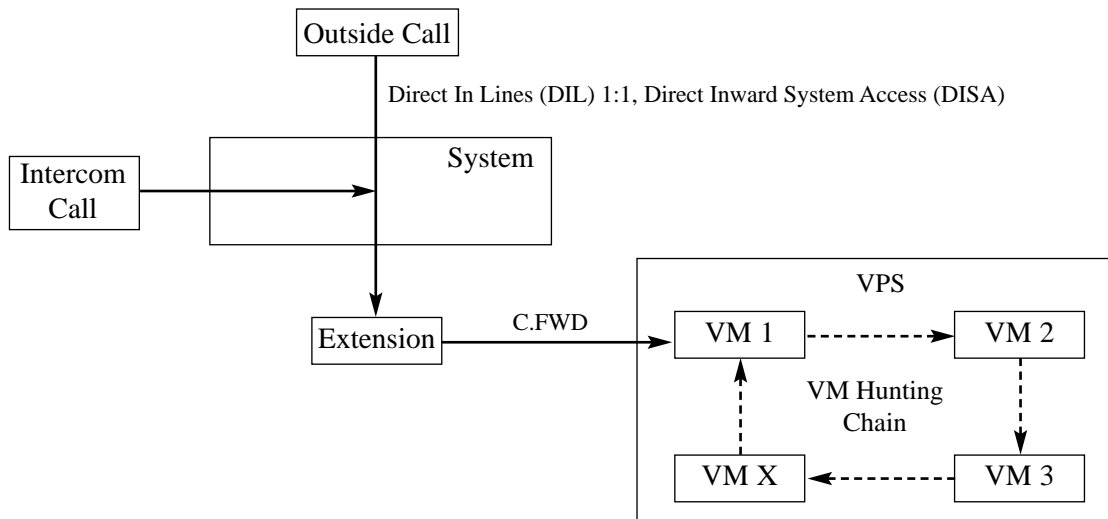 Outside Call
Direct In Lines (DIL) 1:1, Direct Inward System Access (DISA)
System
Intercom
Call
VPS
Extension
C.FWD
VM 1
VM 2
VM Hunting
Chain
VM X
VM 3